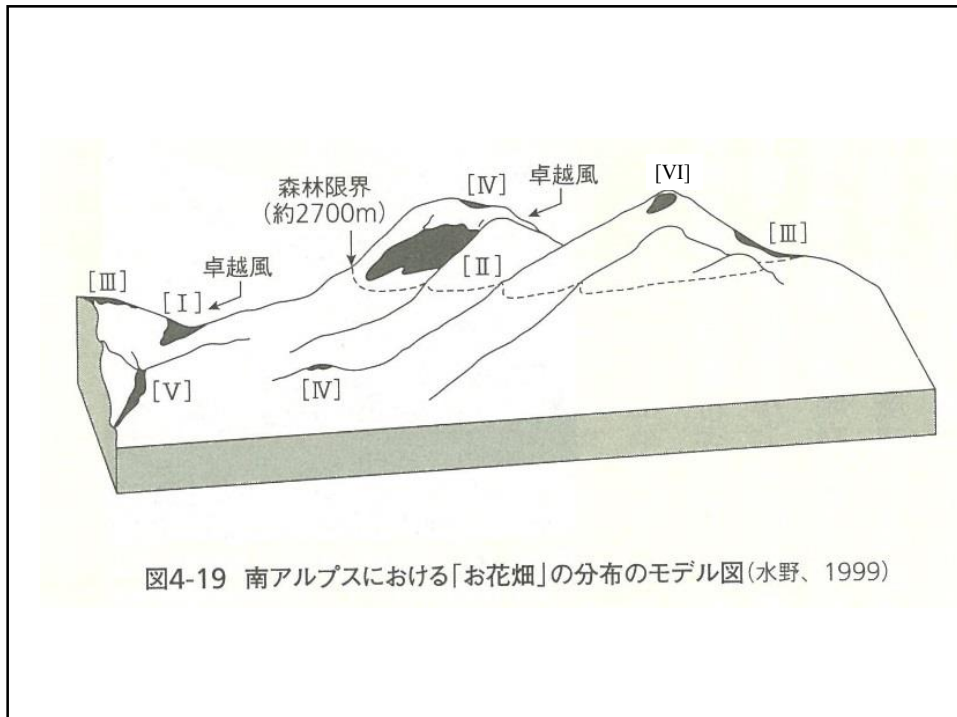 [Ⅵ]
[Ⅳ]
卓越風
森林限界
(約2700m)
[Ⅲ]
[Ⅱ]
卓越風
[Ⅲ]
[Ⅰ]
[Ⅴ]
[Ⅳ]
図4-19 南アルプスにおける「お花畑」の分布のモデル図(水野、1999)